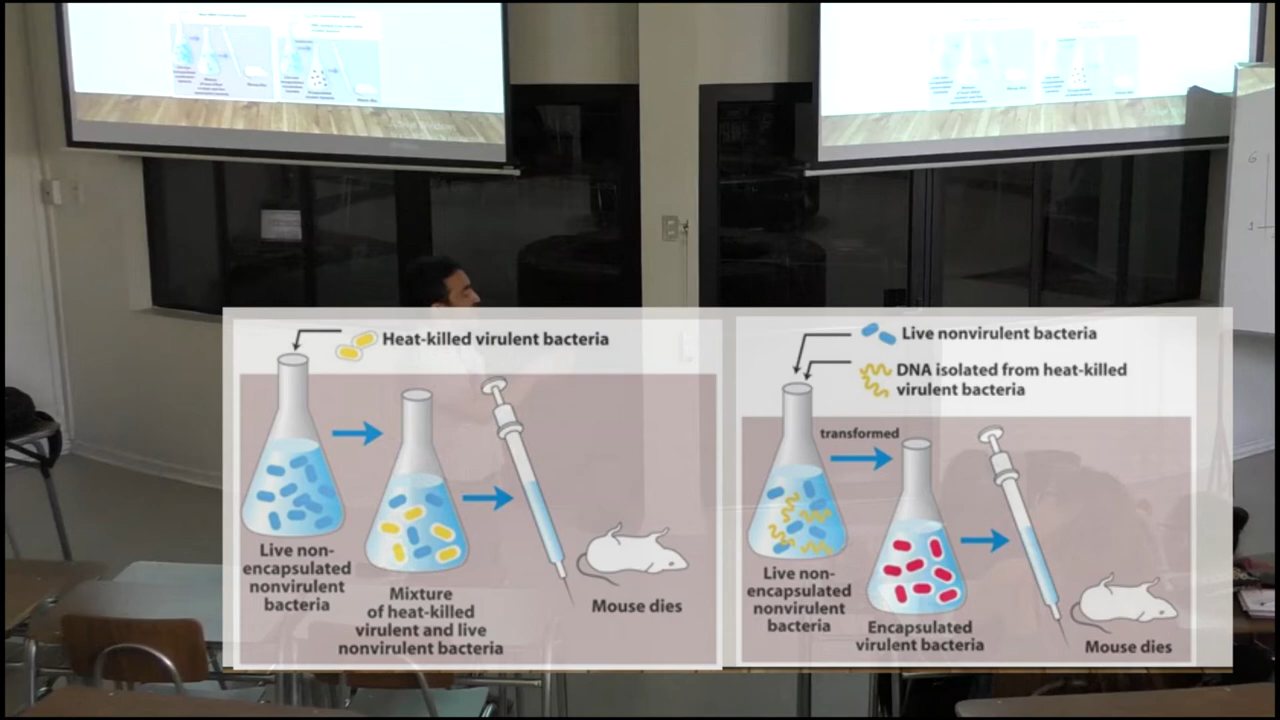 Heat-killed virulent bacteria
Live non-
encapsulated
nonvirulent
bacteria
Mixture
of heat-killed
virulent and live
nonvirulent bacteria
Mouse dies
Live nonvirulent bacteria
DNA isolated from heat-killed
virulent bacteria
transformed
Live non-
encapsulated
nonvirulent
bacteria
Encapsulated
virulent bacteria
Mouse dies